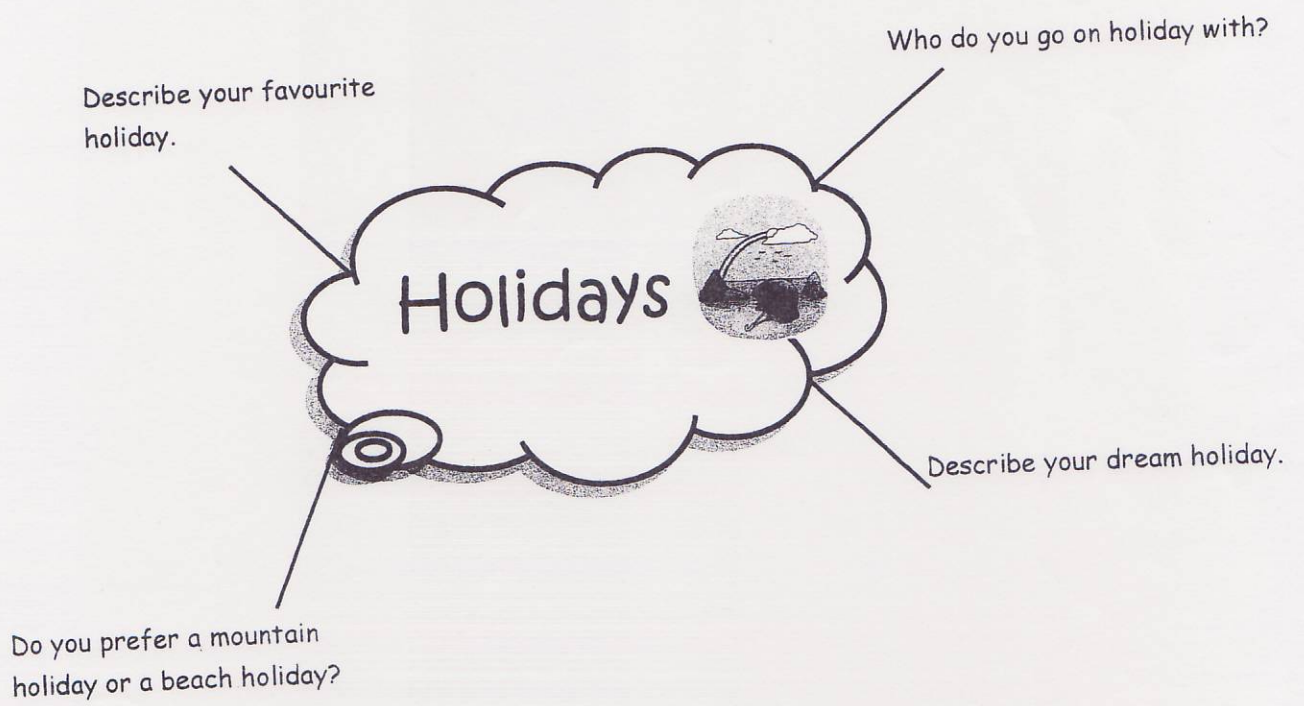 Who do you go on holiday with?
Describe your favourite
holiday.
Holidays
Describe your dream holiday.
Do you prefer a mountain
holiday or a beach holiday?